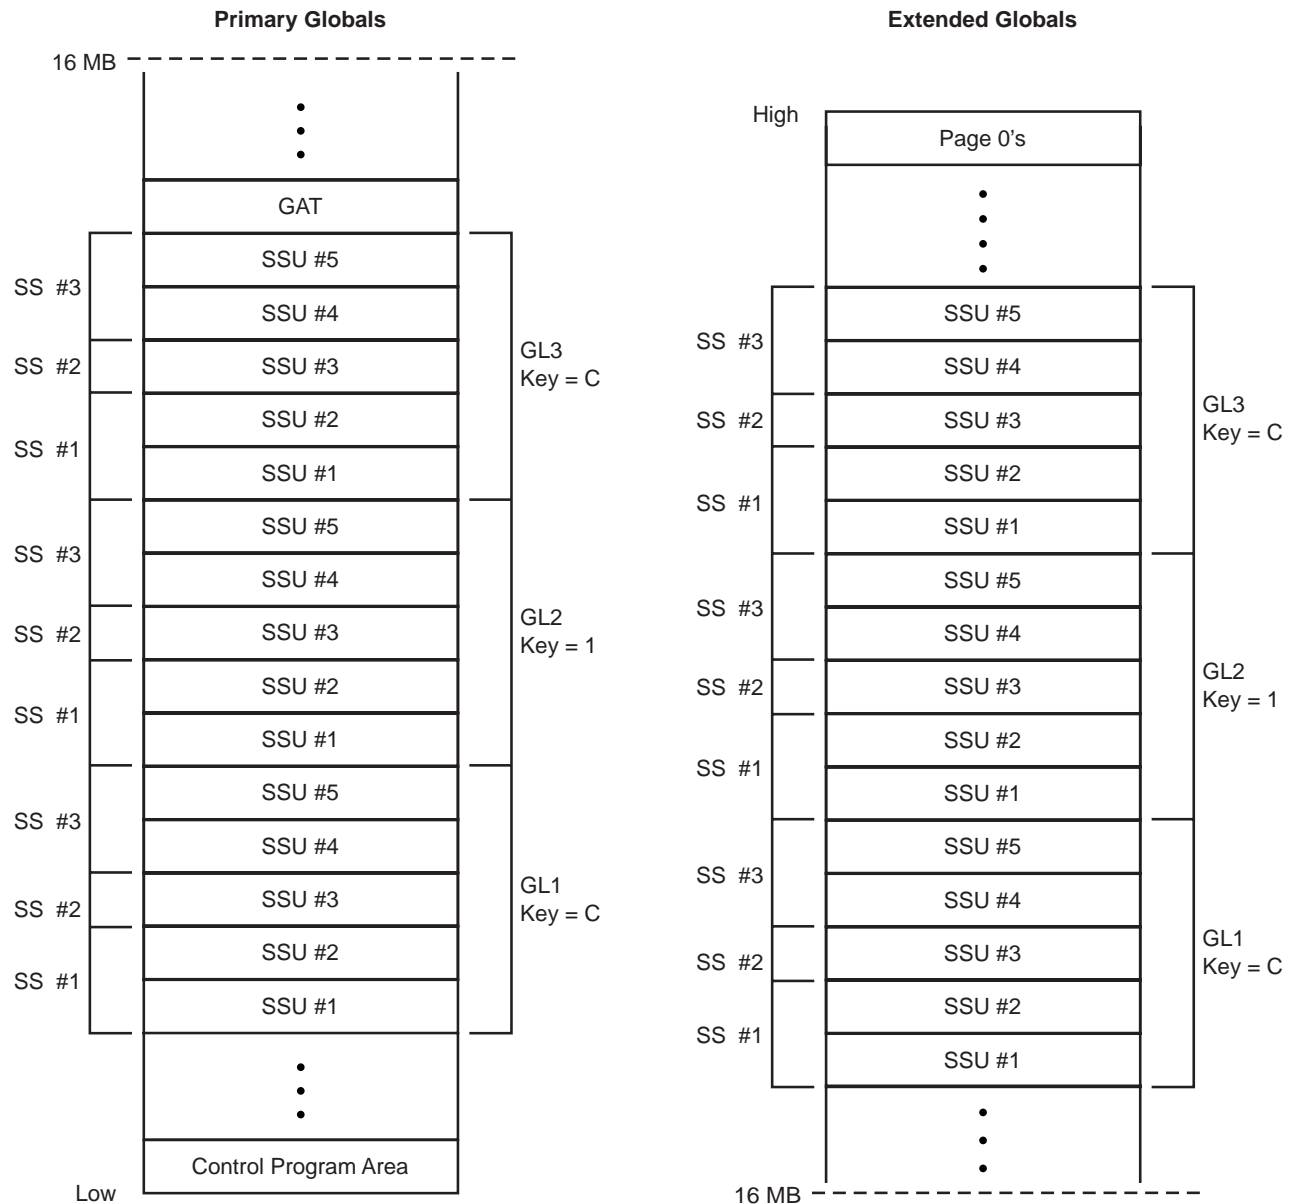 Primary Globals
16 MB
GAT
SSU #5
SSU #4
SSU #3
SSU #2
SSU #1
SSU #5
SSU #4
SSU #3
SSU #2
SSU #1
SSU #5
SSU #4
SSU #3
SSU #2
SSU #1
Control Program Area
Low
SS #3
SS #2
SS #1
SS #3
SS #2
SS #1
SS #3
SS #2
SS #1
GL3
Key = C
GL2
Key = 1
GL1
Key = C
Extended Globals
High
Page 0's
SSU #5
SSU #4
SSU #3
SSU #2
SSU #1
SSU #5
SSU #4
SSU #3
SSU #2
SSU #1
SSU #5
SSU #4
SSU #3
SSU #2
SSU #1
16 MB
SS #3
SS #2
SS #1
SS #3
SS #2
SS #1
SS #3
SS #2
SS #1
GL3
Key = C
GL2
Key = 1
GL1
Key = C